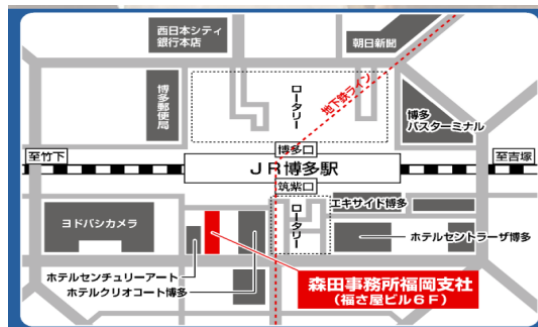 西日本シティ
銀行本店
朝日新聞
博多郵便局
ロータリー
地下鉄ライン
博多
バスターミナル
博多口
至竹下
JR博多駅
至吉塚
筑紫口
エキサイド博多
ロータリー
ヨドバシカメラ
ホテルセントラーザ博多
ホテルセンチュリーアート
ホテルクリオコート博多
森田事務所福岡支社
(福さ屋ビル6F)